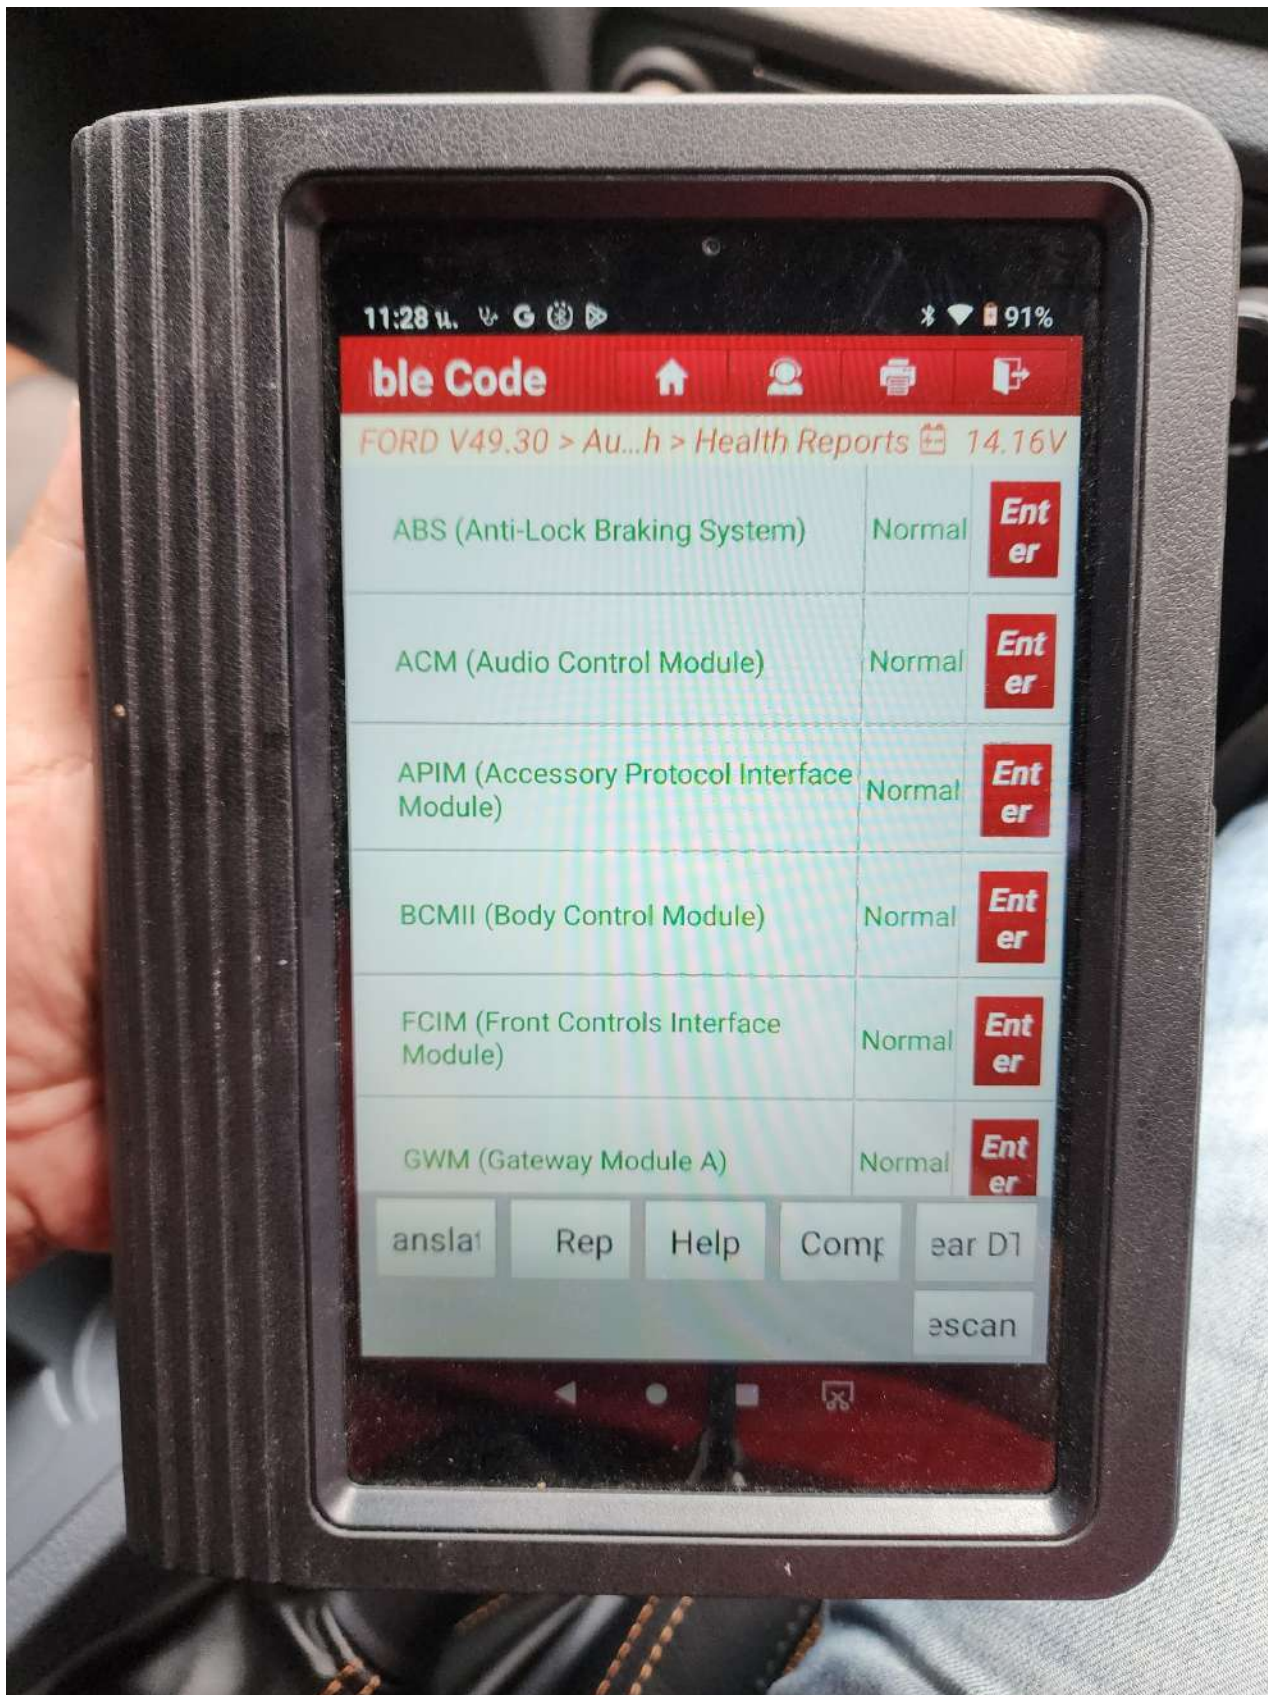 11:28 น. G 91%
ble Code
FORD V49.30 > Au...h > Health Reports 14.16V
ABS (Anti-Lock Braking System) Normal Ent
er
ACM (Audio Control Module) Normal Ent
er
APIM (Accessory Protocol Interface
Module) Normal Ent
er
BCMII (Body Control Module) Normal Ent
er
FCIM (Front Controls Interface
Module) Normal Ent
er
GWM (Gateway Module A) Normal Ent
er
anslat Rep Help Comp ear DT
escan